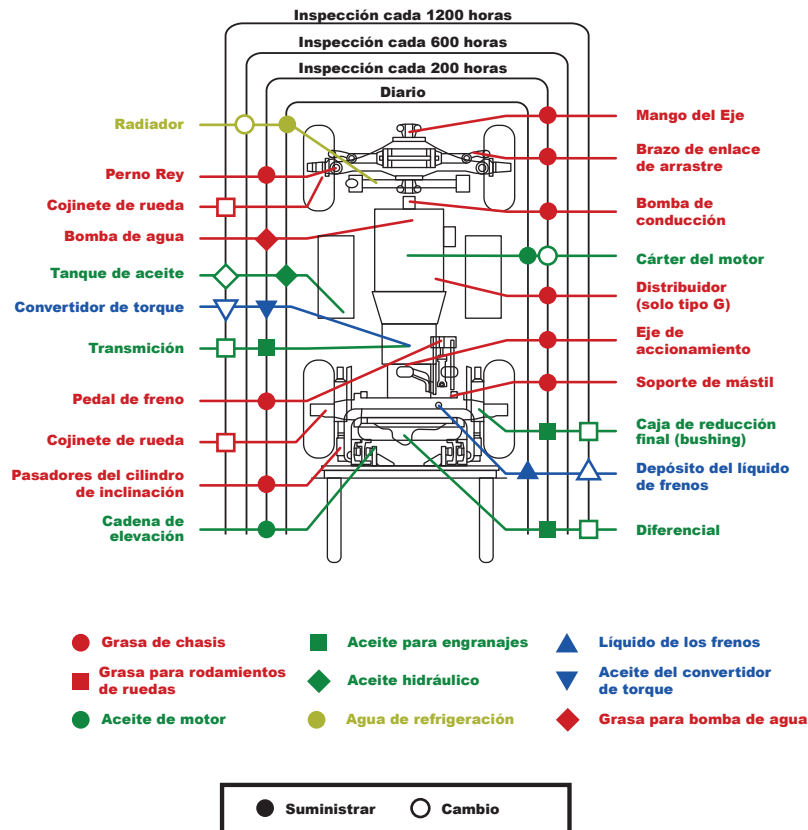 Inspección cada 1200 horas
Inspección cada 600 horas
Inspección cada 200 horas
Diario
Radiador
Perno Rey
Cojinete de rueda
Bomba de agua
Tanque de aceite
Convertidor de torque
Transmición
Pedal de freno
Cojinete de rueda
Pasadores del cilindro
de inclinación
Cadena de
elevación
Mango del Eje
Brazo de enlace
de arrastre
Bomba de
conducción
Cárter del motor
Distribuidor
(solo tipo G)
Eje de
accionamiento
Soporte de mástil
Caja de reducción
final (bushing)
Depósito del líquido
de frenos
Diferencial
Grasa de chasis
Grasa para rodamientos
de ruedas
Aceite de motor
Aceite para engranajes
Aceite hidráulico
Agua de refrigeración
Líquido de los frenos
Aceite del convertidor
de torque
Grasa para bomba de agua
Suministrar
Cambio